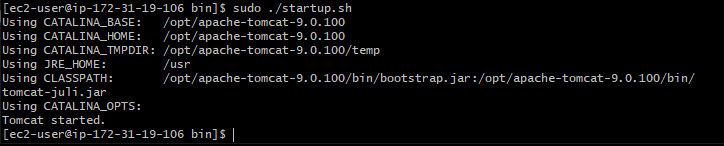 [ec2-user@ip-172-31-19-106 bin]$ sudo ./startup.sh
Using CATALINA_BASE:   /opt/apache-tomcat-9.0.100
Using CATALINA_HOME:   /opt/apache-tomcat-9.0.100
Using CATALINA_TMPDIR: /opt/apache-tomcat-9.0.100/temp
Using JRE_HOME:        /usr
Using CLASSPATH:       /opt/apache-tomcat-9.0.100/bin/bootstrap.jar:/opt/apache-tomcat-9.0.100/bin/
tomcat-juli.jar
Using CATALINA_OPTS:
Tomcat started.
[ec2-user@ip-172-31-19-106 bin]$